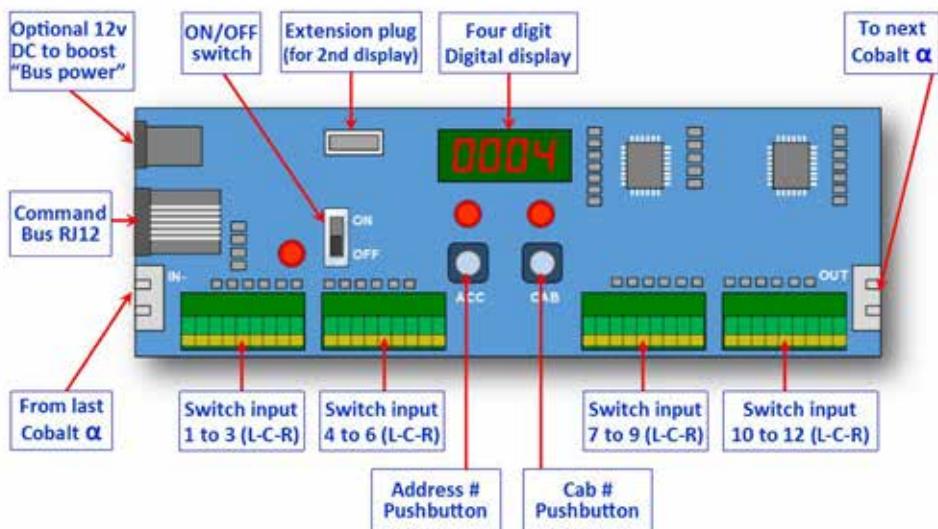 Optional 12v
DC to boost
“Bus power”
ON/OFF
switch
Extension plug
(for 2nd display)
Four digit
Digital display
To next
Cobalt α
0004
Command
Bus RJ12
ON
OFF
IN-
ACC
CAB
OUT
From last
Cobalt α
Switch input
1 to 3 (L-C-R)
Switch input
4 to 6 (L-C-R)
Switch input
7 to 9 (L-C-R)
Switch input
10 to 12 (L-C-R)
Address #
Pushbutton
Cab #
Pushbutton